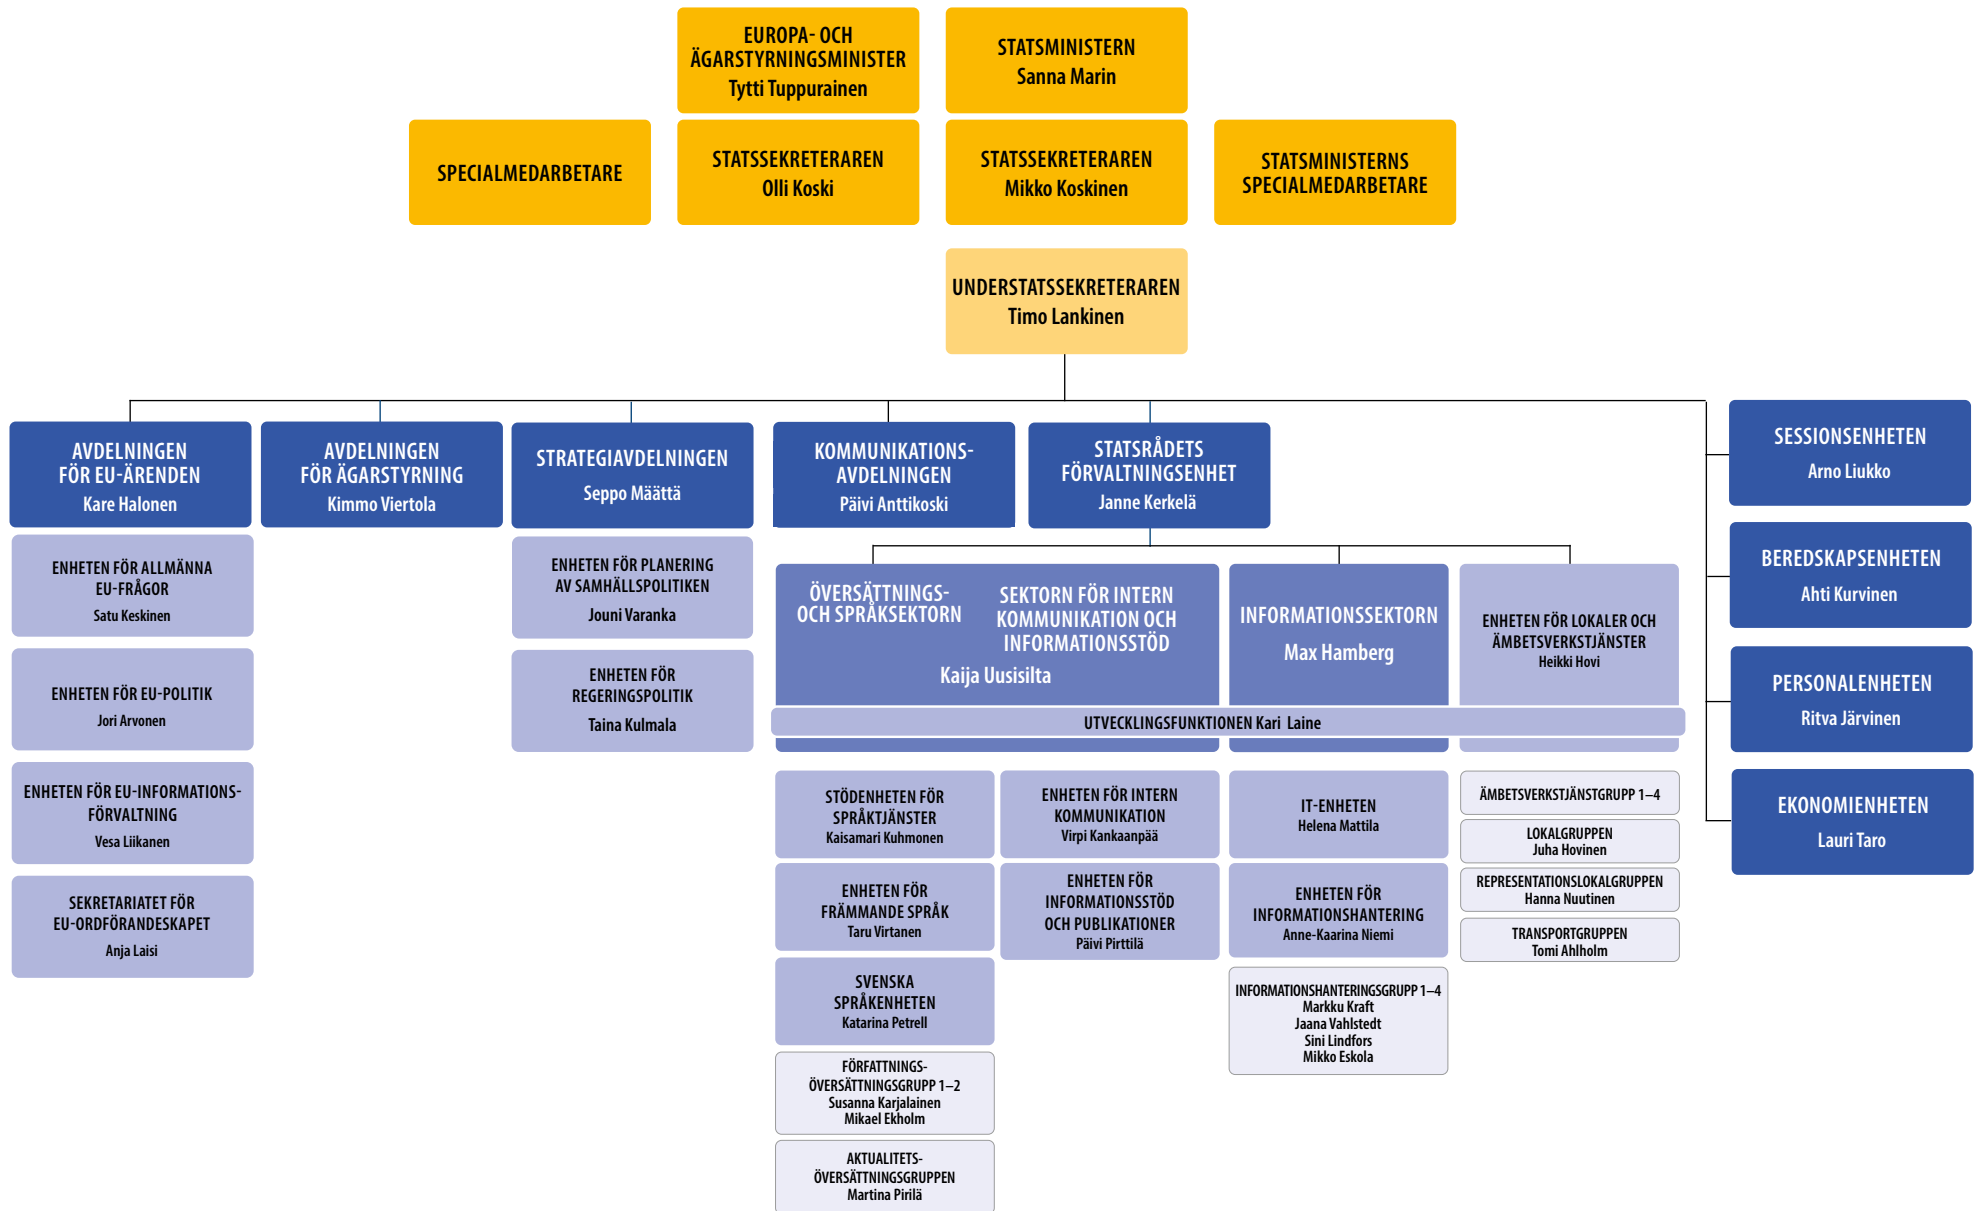 EUROPA- OCH
ÄGARSTYRNINGSMINISTER
Tytti Tuppurainen
STATSMINISTERN
Sanna Marin
SPECIALMEDARBETARE
STATSSEKRETERAREN
Olli Koski
STATSSEKRETERAREN
Mikko Koskinen
STATSMINISTERNS
SPECIALMEDARBETARE
UNDERSTATSSEKRETERAREN
Timo Lankinen
AVDELNINGEN
FÖR EU-ÄRENDEN
Kare Halonen
AVDELNINGEN
FÖR ÄGARSTYRNING
Kimmo Viertola
STRATEGIAVDELNINGEN
Seppo Määttä
KOMMUNIKATIONS-
AVDELNINGEN
Päivi Anttikoski
STATSRÅDETS
FÖRVALTNINGSENHET
Janne Kerkelä
SESSIONSENHETEN
Arno Liukko
BEREDSKAPSENHETEN
Ahti Kurvinen
PERSONALENHETEN
Ritva Järvinen
EKONOMIENHETEN
Lauri Taro
ENHETEN FÖR ALLMÄNNA
EU-FRÅGOR
Satu Keskinen
ENHETEN FÖR EU-POLITIK
Jori Arvonen
ENHETEN FÖR EU-INFORMATIONS-
FÖRVALTNING
Vesa Liikanen
SEKRETARIATET FÖR
EU-ORDFÖRANDESKAPET
Anja Laisi
ENHETEN FÖR PLANERING
AV SAMHÄLLSPOLITIKEN
Jouni Varanka
ENHETEN FÖR
REGERINGSPOLITIK
Taina Kulmala
ÖVERSÄTTNINGS-
OCH SPRÅKSEKTORN
SEKTORN FÖR INTERN
KOMMUNIKATION OCH
INFORMATIONSSTÖD
Kaija Uusisilta
INFORMATIONSSEKTORN
Max Hamberg
ENHETEN FÖR LOKALER OCH
ÄMBETSVERKSTJÄNSTER
Heikki Hovi
UTVECKLINGSFUNKTIONEN Kari Laine
STÖDENHETEN FÖR
SPRÅKTJÄNSTER
Kaisamari Kuhmonen
ENHETEN FÖR
FRÄMMANDE SPRÅK
Taru Virtanen
SVENSKA
SPRÅKENHETEN
Katarina Petrell
FÖRFATTNINGS-
ÖVERSÄTTNINGSGRUPP 1–2
Susanna Karjalainen
Mikael Ekholm
AKTUALITETS-
ÖVERSÄTTNINGSGRUPPEN
Martina Pirilä
ENHETEN FÖR INTERN
KOMMUNIKATION
Virpi Kankaanpää
ENHETEN FÖR
INFORMATIONSSTÖD
OCH PUBLIKATIONER
Päivi Pirttilä
IT-ENHETEN
Helena Mattila
ENHETEN FÖR
INFORMATIONSHANTERING
Anne-Kaarina Niemi
INFORMATIONSHANTERINGSGRUPP 1–4
Markku Kraft
Jaana Vahlstedt
Sini Lindfors
Mikko Eskola
ÄMBETSVERKSTJÄNSTGRUPP 1–4
LOKALGRUPPEN
Juha Hovinen
REPRESENTATIONSLOKALGRUPPEN
Hanna Nuutinen
TRANSPORTGRUPPEN
Tomi Ahlholm